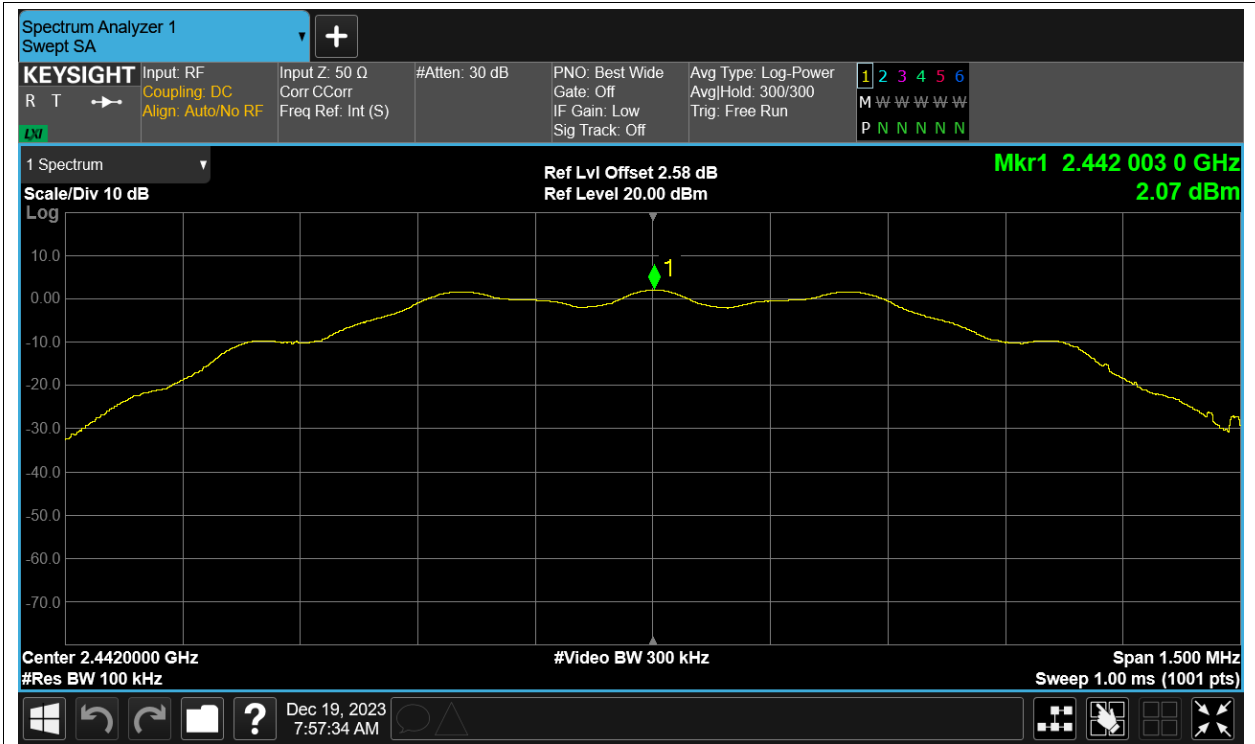 Spectrum Analyzer 1
Swept SA
KEYSIGHT
R T
LXI
Input: RF
Coupling: DC
Align: Auto/No RF
Input Z: 50 Ω
Corr CCorr
Freq Ref: Int (S)
#Atten: 30 dB
PNO: Best Wide
Gate: Off
IF Gain: Low
Sig Track: Off
Avg Type: Log-Power
Avg|Hold: 300/300
Trig: Free Run
1 2 3 4 5 6
M W W W W W
P N N N N N
1 Spectrum
Scale/Div 10 dB
Log
Ref Lvl Offset 2.58 dB
Ref Level 20.00 dBm
Mkr1 2.442 003 0 GHz
2.07 dBm
1
10.0
0.00
-10.0
-20.0
-30.0
-40.0
-50.0
-60.0
-70.0
Center 2.4420000 GHz
#Res BW 100 kHz
#Video BW 300 kHz
Span 1.500 MHz
Sweep 1.00 ms (1001 pts)
?
Dec 19, 2023
7:57:34 AM